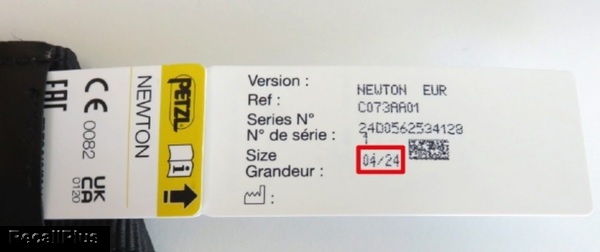 Version : NEWTON EUR
Ref : C073AA01
Series N°
N° de série : 24D0562534128
Size 1
Grandeur : 04/24
:
PETZL
NEWTON
CE 0082
UK
CA
0120
EAC
RecallPlus